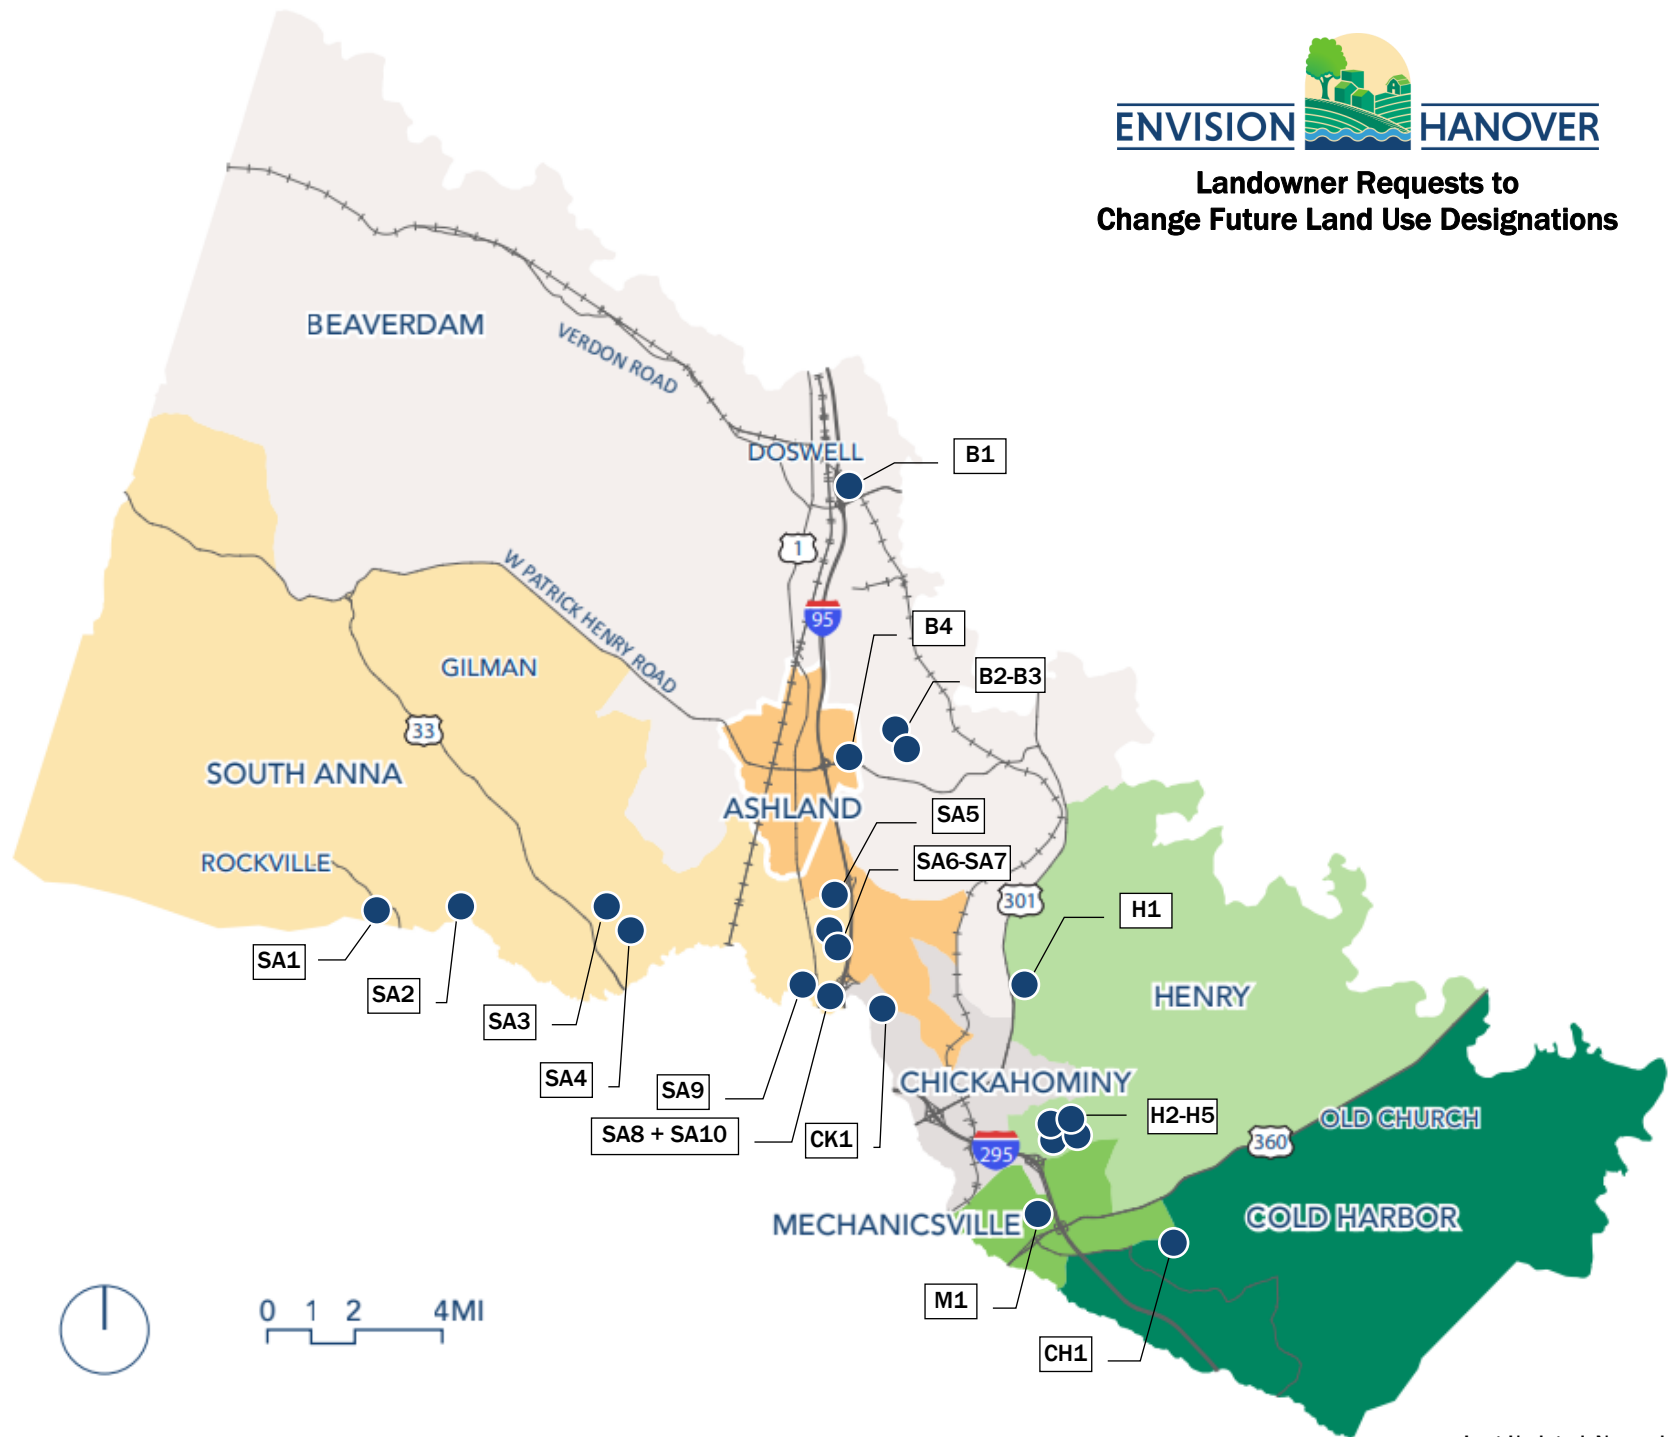 ENVISION HANOVER
Landowner Requests to
Change Future Land Use Designations
BEAVERDAM
VERDON ROAD
DOSWELL
B1
1
W PATRICK HENRY ROAD
95
B4
GILMAN
B2-B3
33
SOUTH ANNA
ASHLAND
SA5
ROCKVILLE
SA6-SA7
301
H1
SA1
SA2
HENRY
SA3
SA4
SA9
CHICKAHOMINY
SA8 + SA10
CK1
H2-H5
OLD CHURCH
360
295
MECHANICSVILLE
COLD HARBOR
M1
CH1
0 1 2 4MI